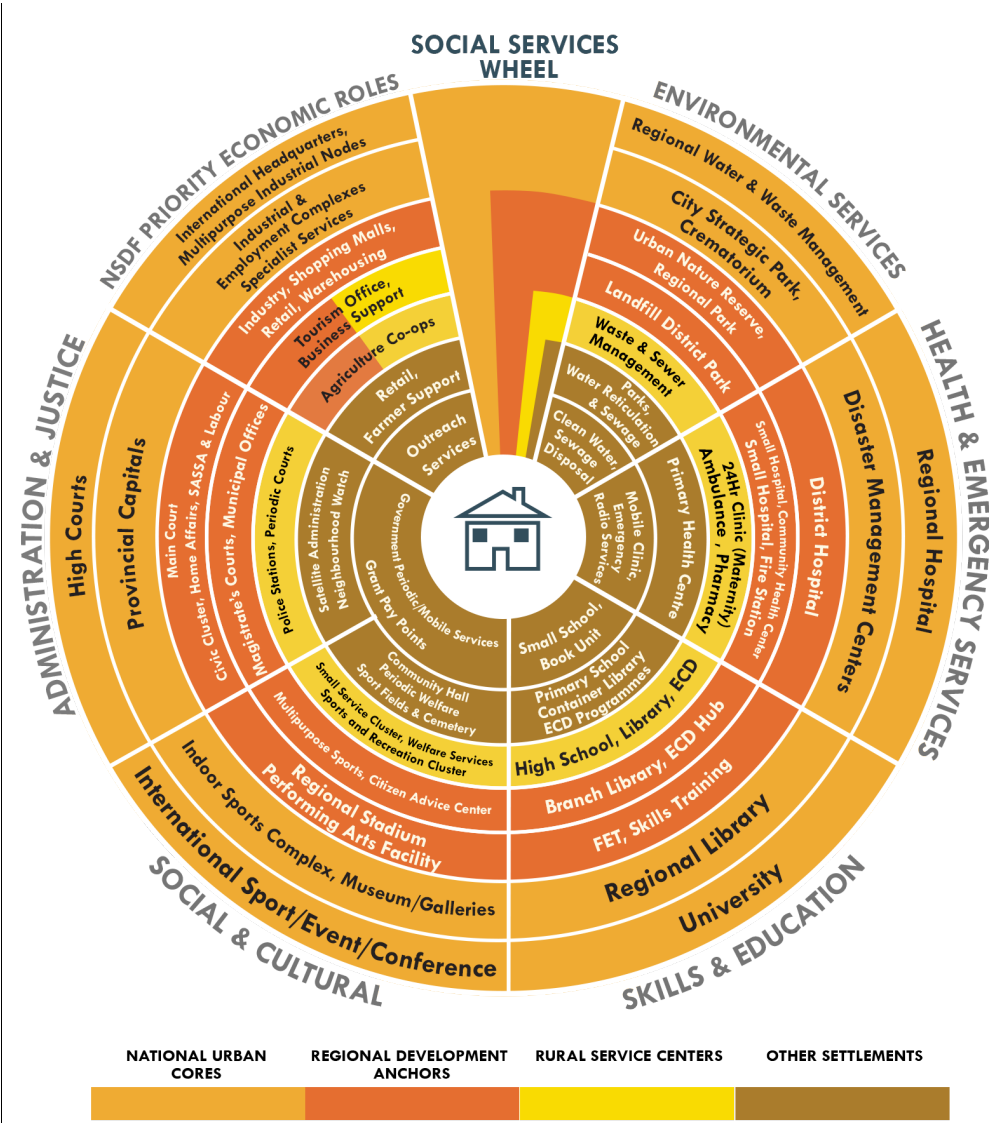 SOCIAL SERVICES
WHEEL
NSDF PRIORITY ECONOMIC ROLES
International Headquarters,
Multipurpose Industrial Nodes
Industrial &
Employment Complexes
Specialist Services
Industry, Shopping Malls,
Retail, Warehousing
Tourism Office,
Business Support
Agriculture Co-ops
Retail,
Farmer Support
Outreach
Services
ENVIRONMENTAL SERVICES
Regional Water & Waste Management
City Strategic Park,
Crematorium
Urban Nature Reserve,
Regional Park
Landfill District Park
Waste & Sewer
Management
Parks,
Water Reticulation
& Sewage
Clean Water,
Sewage
Disposal
HEALTH & EMERGENCY SERVICES
Regional Hospital
Disaster Management Centers
District Hospital
Small Hospital, Community Health Center
Small Hospital, Fire Station
24Hr Clinic (Maternity)
Ambulance , Pharmacy
Primary Health Centre
Mobile Clinic,
Emergency
Radio Services
SKILLS & EDUCATION
University
Regional Library
FET, Skills Training
Branch Library, ECD Hub
High School, Library, ECD
Primary School
Container Library
ECD Programmes
Small School,
Book Unit
SOCIAL & CULTURAL
International Sport/Event/Conference
Indoor Sports Complex, Museum/Galleries
Regional Stadium
Performing Arts Facility
Multipurpose Sports, Citizen Advice Center
Small Service Cluster, Welfare Services
Sports and Recreation Cluster
Community Hall
Periodic Welfare
Sport Fields & Cemetery
ADMINISTRATION & JUSTICE
High Courts
Provincial Capitals
Main Court
Civic Cluster, Home Affairs, SASSA & Labour
Magistrate's Courts, Municipal Offices
Police Stations, Periodic Courts
Satellite Administration
Neighbourhood Watch
Government Periodic/Mobile Services
Grant Pay Points
NATIONAL URBAN
CORES
REGIONAL DEVELOPMENT
ANCHORS
RURAL SERVICE CENTERS
OTHER SETTLEMENTS